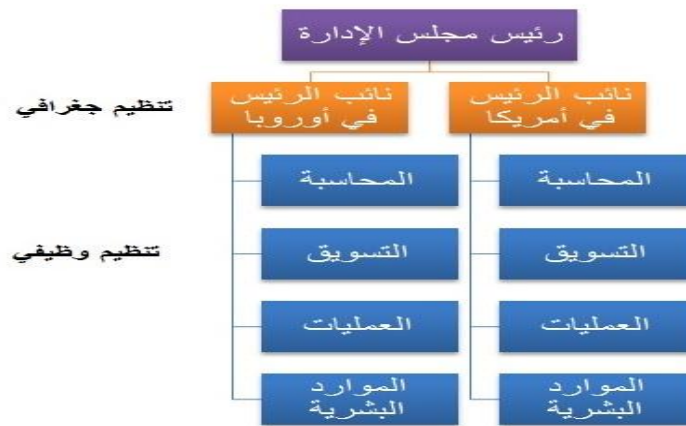 رئيس مجلس الإدارة
نائب الرئيس
في أمريكا
نائب الرئيس
في أوروبا
تنظيم جغرافي
المحاسبة
المحاسبة
التسويق
التسويق
تنظيم وظيفي
العمليات
العمليات
الموارد
البشرية
الموارد
البشرية